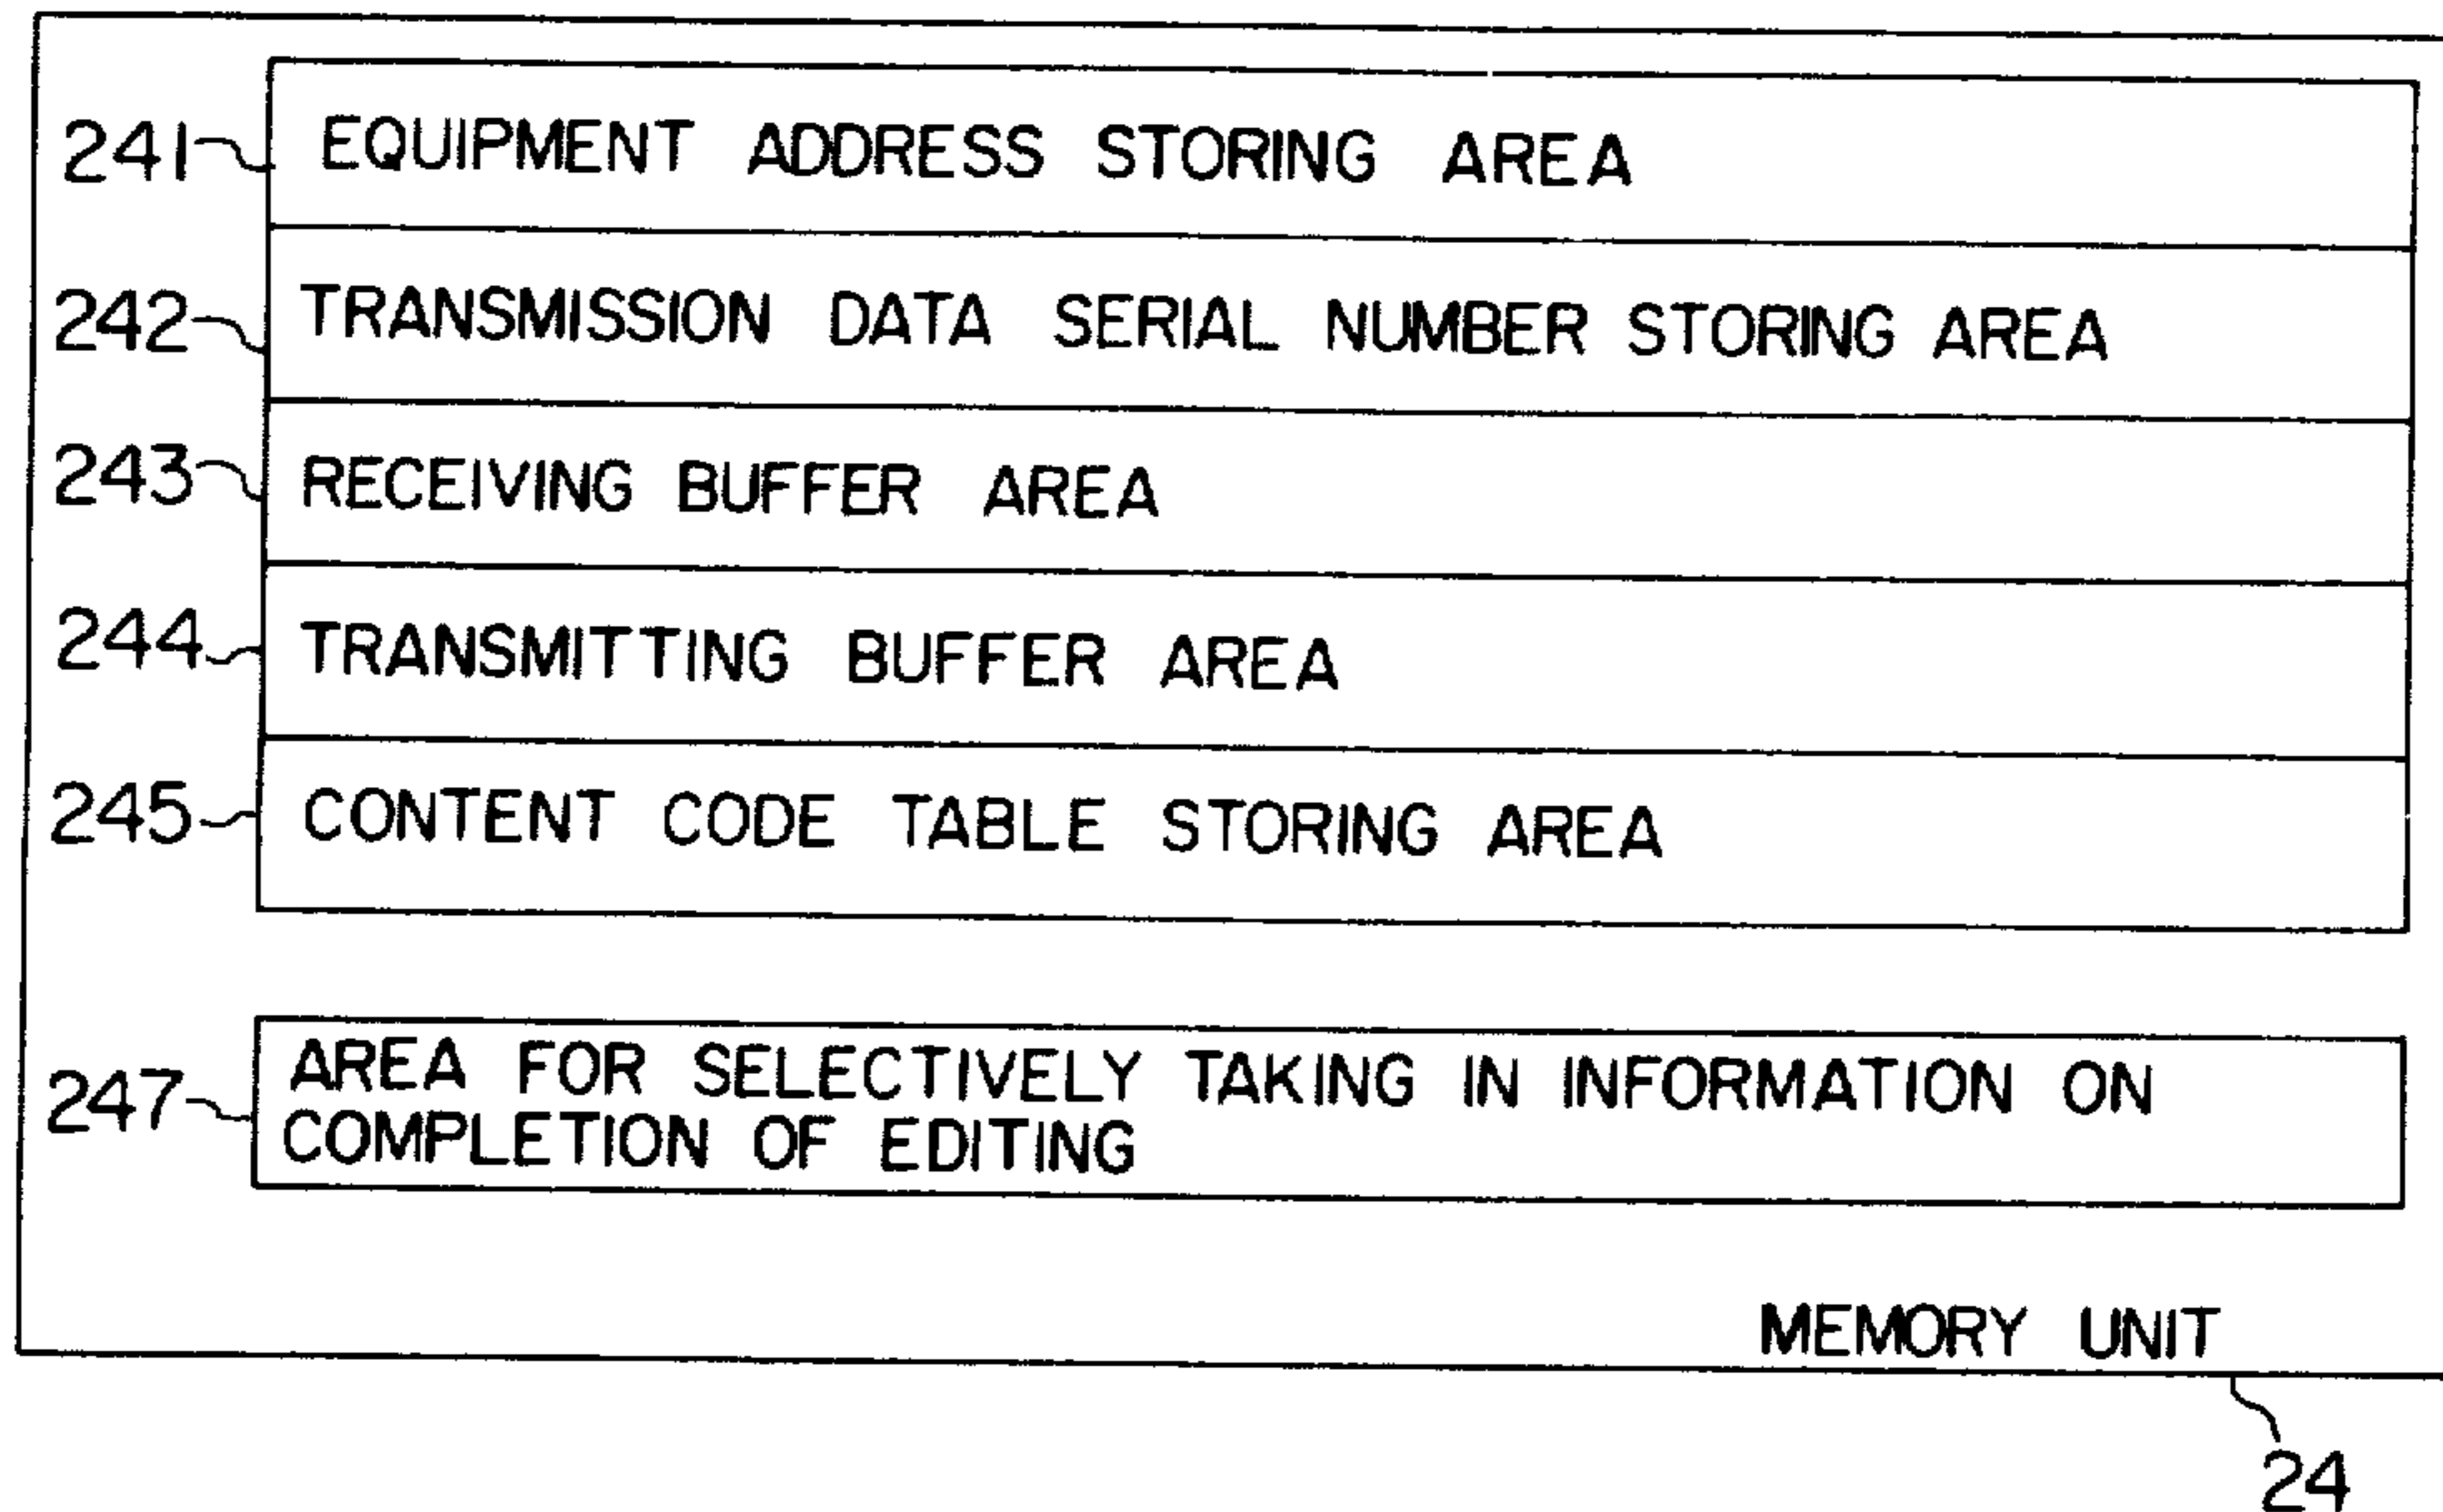 241 EQUIPMENT ADDRESS STORING AREA
242 TRANSMISSION DATA SERIAL NUMBER STORING AREA
243 RECEIVING BUFFER AREA
244 TRANSMITTING BUFFER AREA
245 CONTENT CODE TABLE STORING AREA
247 AREA FOR SELECTIVELY TAKING IN INFORMATION ON
COMPLETION OF EDITING
MEMORY UNIT
24